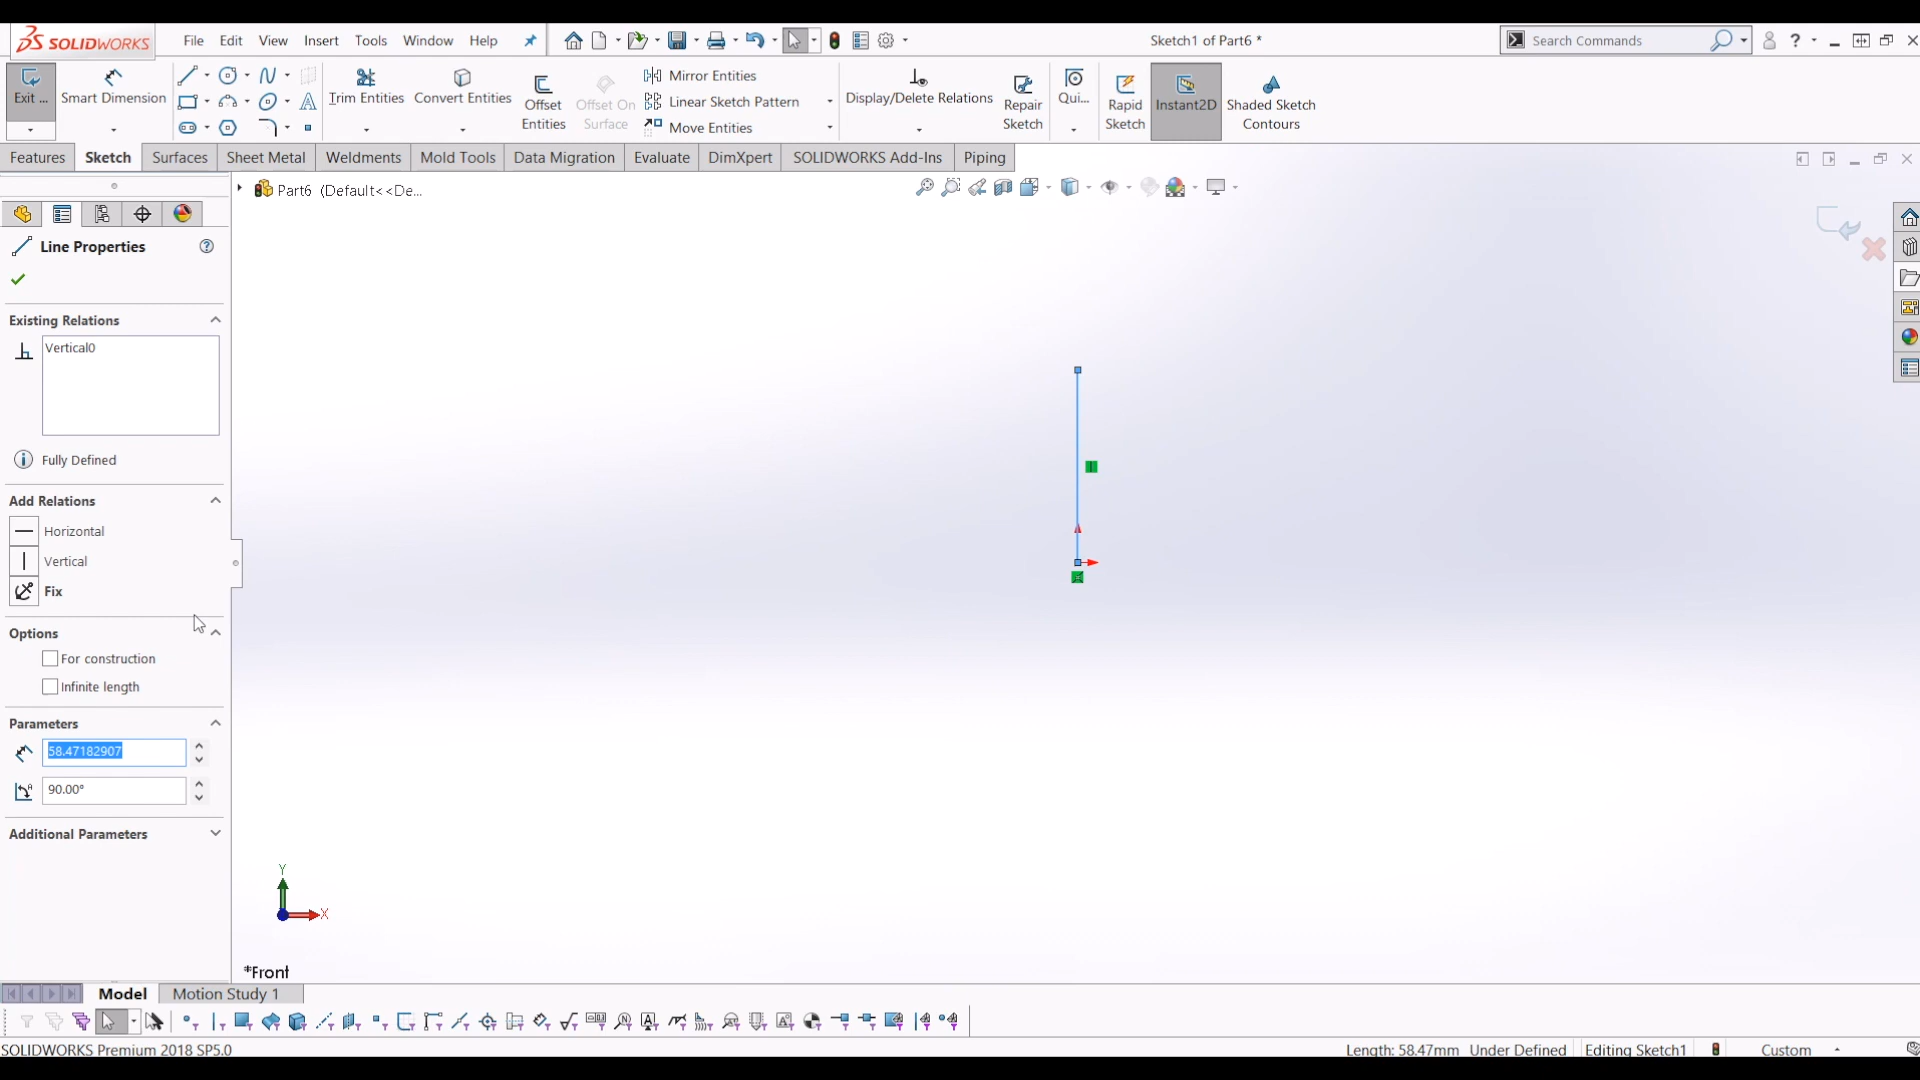 SOLIDWORKS File Edit View Insert Tools Window Help Sketch1 of Part6 * Search Commands ?
Exit ... Smart Dimension Trim Entities Convert Entities Offset Entities Offset On Surface Mirror Entities Linear Sketch Pattern Move Entities Display/Delete Relations Repair Sketch Qui... Rapid Sketch Instant2D Shaded Sketch Contours
Features Sketch Surfaces Sheet Metal Weldments Mold Tools Data Migration Evaluate DimXpert SOLIDWORKS Add-Ins Piping
Part6 (Default<<De...
Line Properties
Existing Relations
Vertical0
Fully Defined
Add Relations
Horizontal
Vertical
Fix
Options
For construction
Infinite length
Parameters
58.47182907
90.00°
Additional Parameters
Y
X
*Front
Model Motion Study 1
SOLIDWORKS Premium 2018 SP5.0 Length: 58.47mm Under Defined Editing Sketch1 Custom